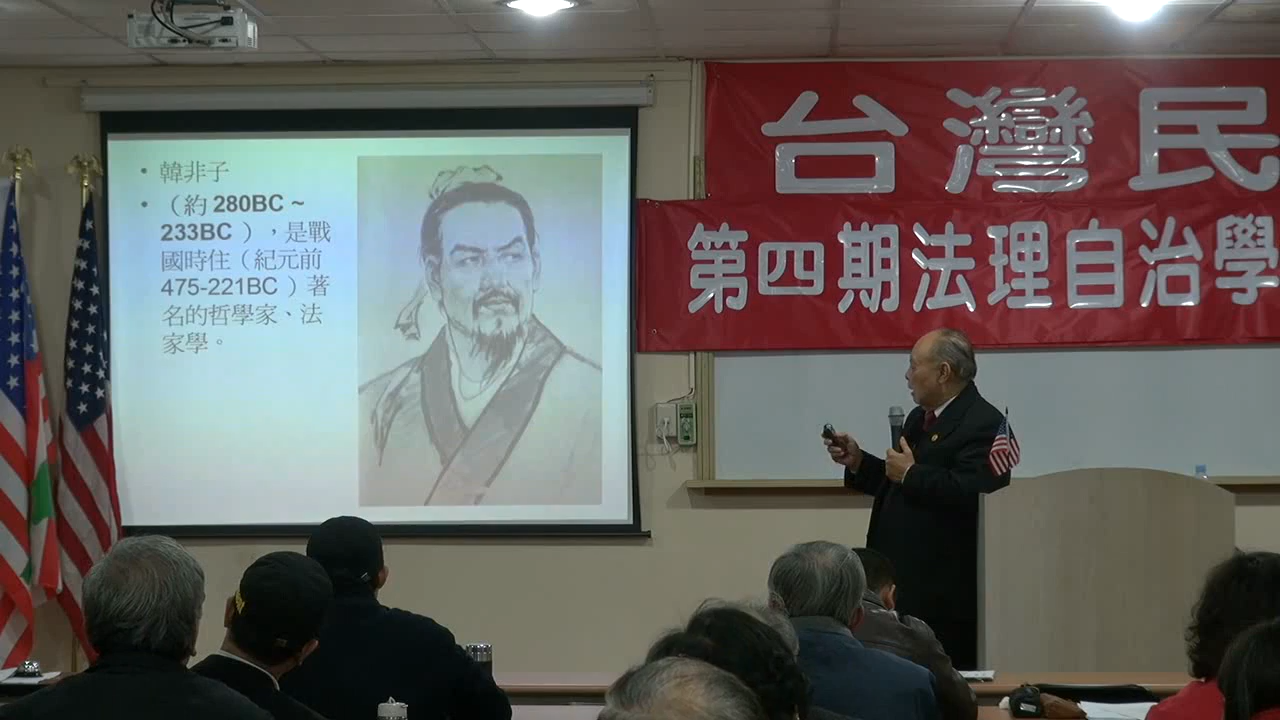 • 韓非子
• （約 280BC ~
233BC ），是戰
國時住（紀元前
475-221BC ）著
名的哲學家、法
家學。
台灣民
第四期法理自治學